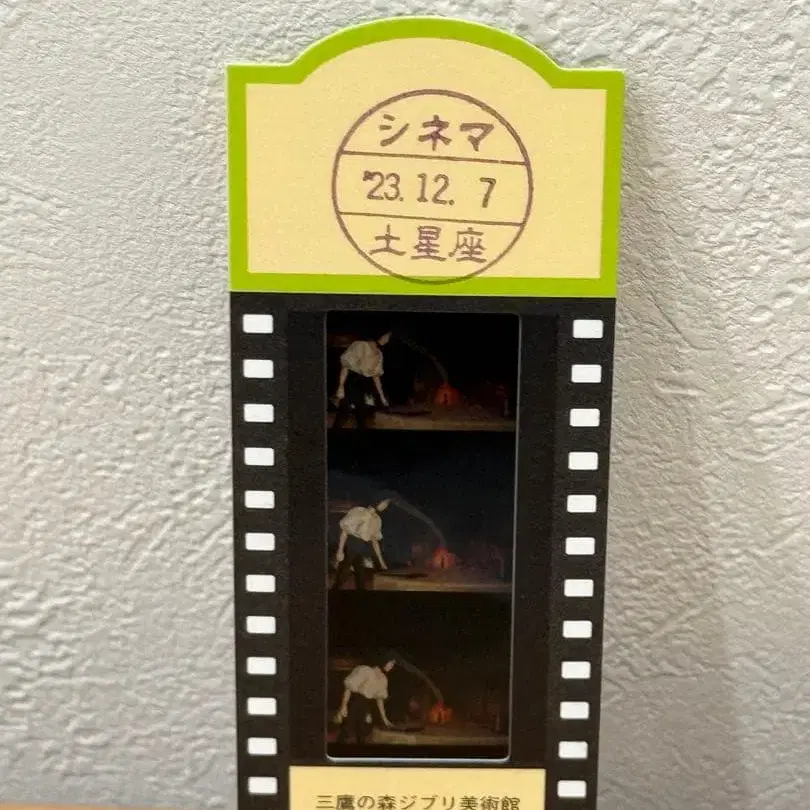 シネマ
'23.12. 7
土星座
三鷹の森ジブリ美術館